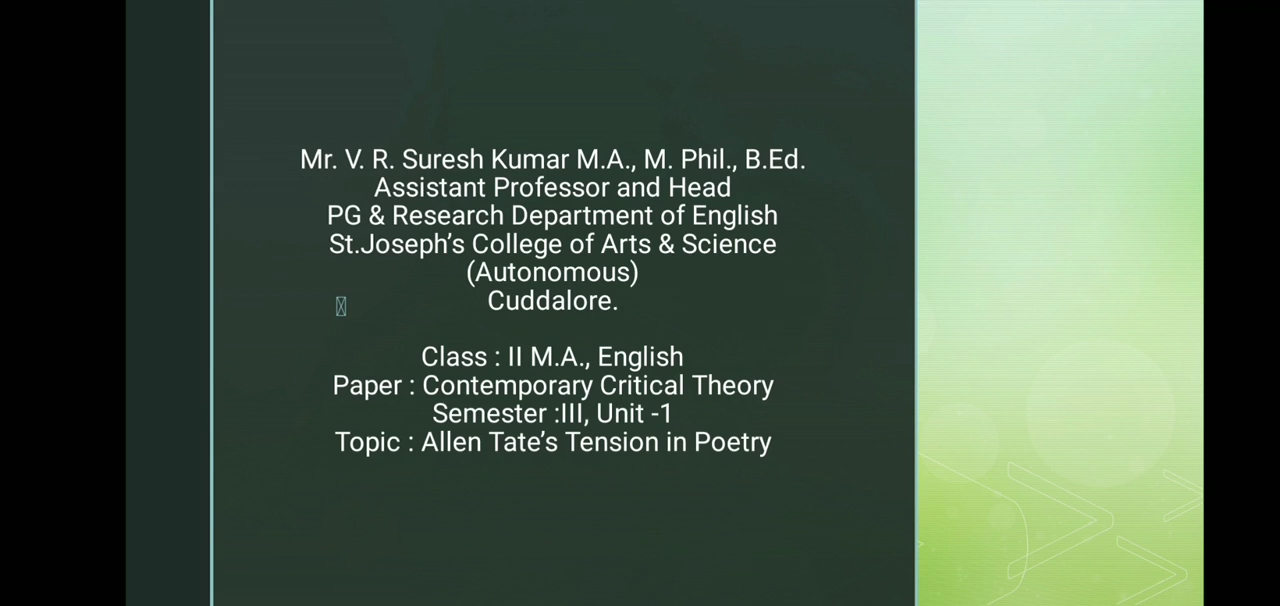 Mr. V. R. Suresh Kumar M.A., M. Phil., B.Ed.
Assistant Professor and Head
PG & Research Department of English
St.Joseph’s College of Arts & Science
(Autonomous)
Cuddalore.
Class : II M.A., English
Paper : Contemporary Critical Theory
Semester :III, Unit -1
Topic : Allen Tate’s Tension in Poetry